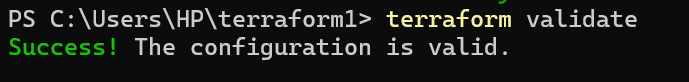 PS C:\Users\HP\terraform1> terraform validate
Success! The configuration is valid.